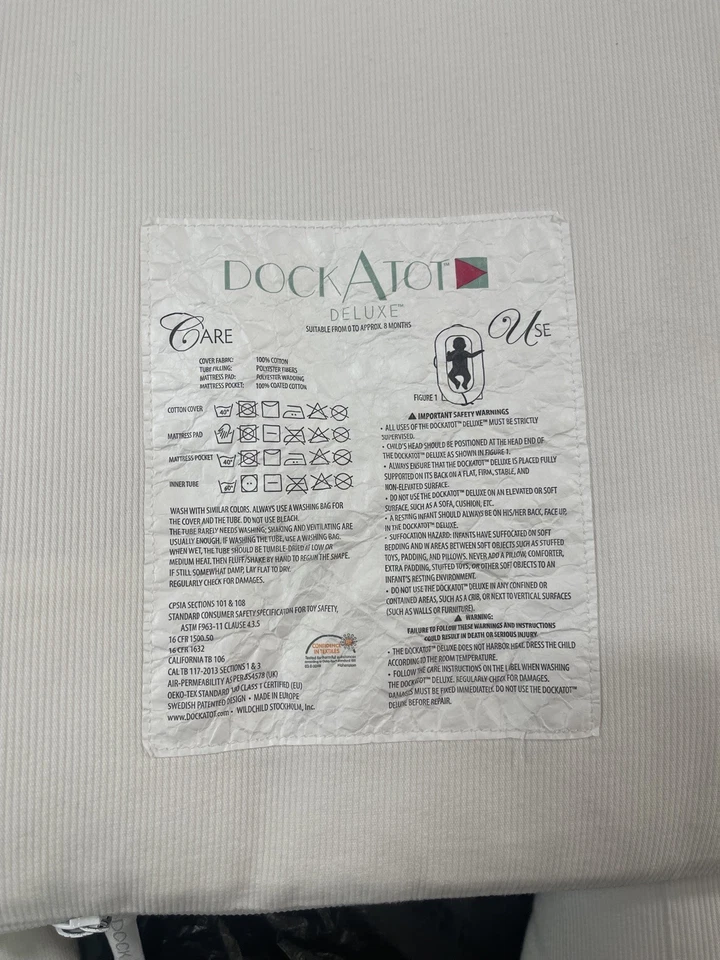 DOCKATOT™
DELUXE™
SUITABLE FROM 0 TO APPROX. 8 MONTHS
CARE
COVER FABRIC: 100% COTTON
TUBE FILLING: POLYESTER FIBERS
MATTRESS PAD: POLYESTER WADDING
MATTRESS POCKET: 100% COATED COTTON
COTTON COVER 40°
MATTRESS PAD
MATTRESS POCKET 40°
INNER TUBE 60°
WASH WITH SIMILAR COLORS. ALWAYS USE A WASHING BAG FOR
THE COVER AND THE TUBE. DO NOT USE BLEACH.
THE TUBE RARELY NEEDS WASHING; SHAKING AND VENTILATING ARE
USUALLY ENOUGH. IF WASHING THE TUBE, USE A WASHING BAG.
WHEN WET, THE TUBE SHOULD BE TUMBLE-DRIED AT LOW OR
MEDIUM HEAT, THEN FLUFF/SHAKE BY HAND TO REGAIN THE SHAPE.
IF STILL SOMEWHAT DAMP, LAY FLAT TO DRY.
REGULARLY CHECK FOR DAMAGES.
CPSIA SECTIONS 101 & 108
STANDARD CONSUMER SAFETY SPECIFICATION FOR TOY SAFETY,
ASTM F963-11 CLAUSE 4.3.5
16 CFR 1500.50
16 CFR 1632
CALIFORNIA TB 106
CAL TB 117-2013 SECTIONS 1 & 3
AIR-PERMEABILITY AS PER BS4578 (UK)
OEKO-TEX STANDARD 100 CLASS 1 CERTIFIED (EU)
SWEDISH PATENTED DESIGN • MADE IN EUROPE
www.DOCKATOT.com • WILDCHILD STOCKHOLM, Inc.
CONFIDENCE
IN TEXTILES
USE
FIGURE 1
⚠ IMPORTANT SAFETY WARNINGS
• ALL USES OF THE DOCKATOT™ DELUXE™ MUST BE STRICTLY
SUPERVISED.
• CHILD'S HEAD SHOULD BE POSITIONED AT THE HEAD END OF
THE DOCKATOT™ DELUXE AS SHOWN IN FIGURE 1.
• ALWAYS ENSURE THAT THE DOCKATOT™ DELUXE IS PLACED FULLY
SUPPORTED ON ITS BACK ON A FLAT, FIRM, STABLE, AND
NON-ELEVATED SURFACE.
• DO NOT USE THE DOCKATOT™ DELUXE ON AN ELEVATED OR SOFT
SURFACE, SUCH AS A SOFA, CUSHION, ETC.
• A RESTING INFANT SHOULD ALWAYS BE ON HIS/HER BACK, FACE UP,
IN THE DOCKATOT™ DELUXE.
• SUFFOCATION HAZARD: INFANTS HAVE SUFFOCATED ON SOFT
BEDDING AND IN AREAS BETWEEN SOFT OBJECTS SUCH AS STUFFED
TOYS, PADDING, AND PILLOWS. NEVER ADD A PILLOW, COMFORTER,
EXTRA PADDING, STUFFED TOYS, OR OTHER SOFT OBJECTS TO AN
INFANT'S RESTING ENVIRONMENT.
• DO NOT USE THE DOCKATOT™ DELUXE IN ANY CONFINED OR
CONTAINED AREAS, SUCH AS A CRIB, OR NEXT TO VERTICAL SURFACES
(SUCH AS WALLS OR FURNITURE).
⚠ WARNING:
FAILURE TO FOLLOW THESE WARNINGS AND INSTRUCTIONS
COULD RESULT IN DEATH OR SERIOUS INJURY.
• THE DOCKATOT™ DELUXE DOES NOT HARBOR HEAT. DRESS THE CHILD
ACCORDING TO THE ROOM TEMPERATURE.
• FOLLOW THE CARE INSTRUCTIONS ON THE LABEL WHEN WASHING
THE DOCKATOT™ DELUXE. REGULARLY CHECK FOR DAMAGES.
DAMAGES MUST BE FIXED IMMEDIATELY. DO NOT USE THE DOCKATOT™
DELUXE BEFORE REPAIR.
DOCK